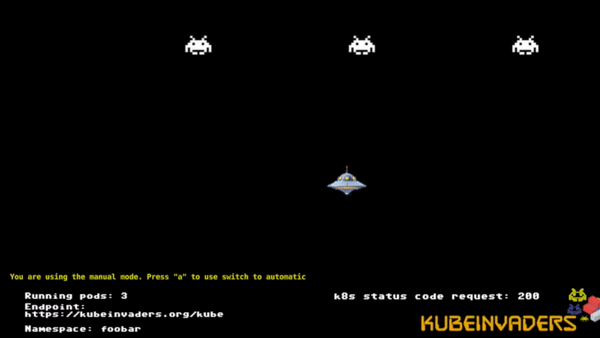 You are using the manual mode. Press "a" to use switch to automatic
Running pods: 3
k8s status code request: 200
Endpoint:
https://kubeinvaders.org/kube
Namespace: foobar
KUBEINVADERS